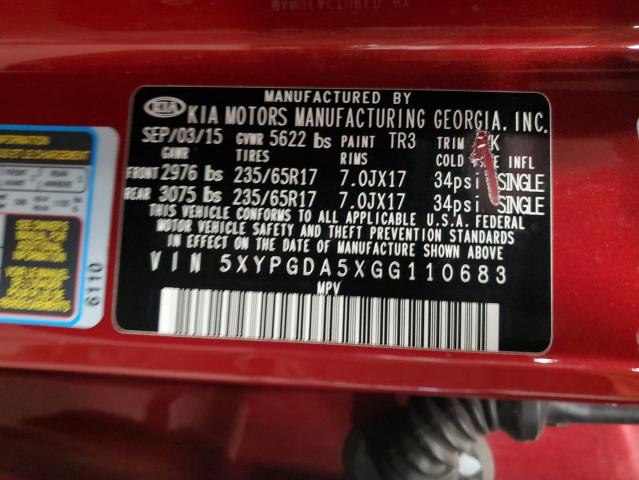 MANUFACTURED BY
KIA KIA MOTORS MANUFACTURING GEORGIA, INC.
SEP/03/15 GVWR 5622 lbs PAINT TR3 TRIM
GAWR TIRES RIMS COLD INFL
FRONT 2976 lbs 235/65R17 7.0JX17 34psi SINGLE
REAR 3075 lbs 235/65R17 7.0JX17 34psi SINGLE
THIS VEHICLE CONFORMS TO ALL APPLICABLE U.S.A. FEDERAL
MOTOR VEHICLE SAFETY AND THEFT PREVENTION STANDARDS
IN EFFECT ON THE DATE OF MANUFACTURE SHOWN ABOVE
VIN 5XYPGDA5XGG110683
MPV
6110